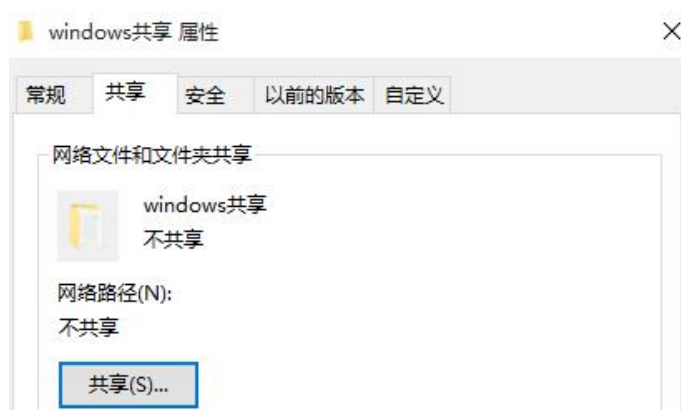 windows共享 属性
常规 共享 安全 以前的版本 自定义
网络文件和文件夹共享
windows共享
不共享
网络路径(N):
不共享
共享(S)...